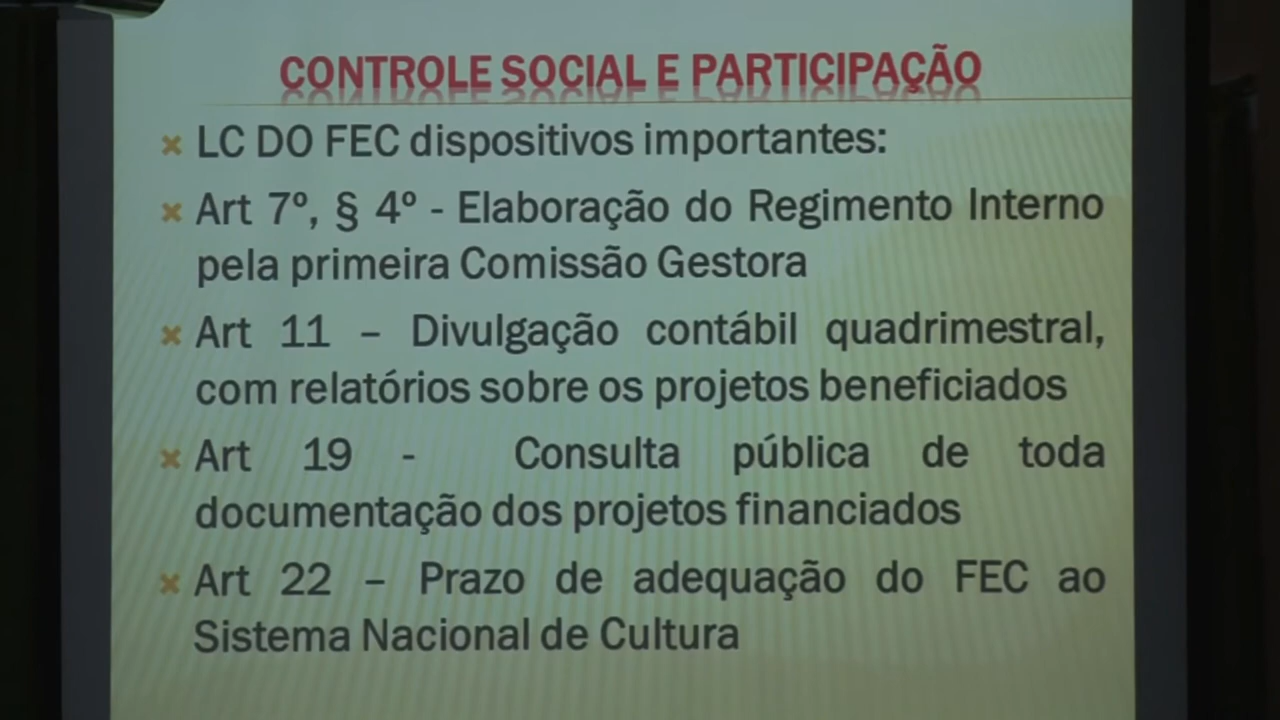 CONTROLE SOCIAL E PARTICIPAÇÃO
LC DO FEC dispositivos importantes:
Art 7º, § 4º - Elaboração do Regimento Interno
pela primeira Comissão Gestora
Art 11 – Divulgação contábil quadrimestral,
com relatórios sobre os projetos beneficiados
Art 19 - Consulta pública de toda
documentação dos projetos financiados
Art 22 – Prazo de adequação do FEC ao
Sistema Nacional de Cultura